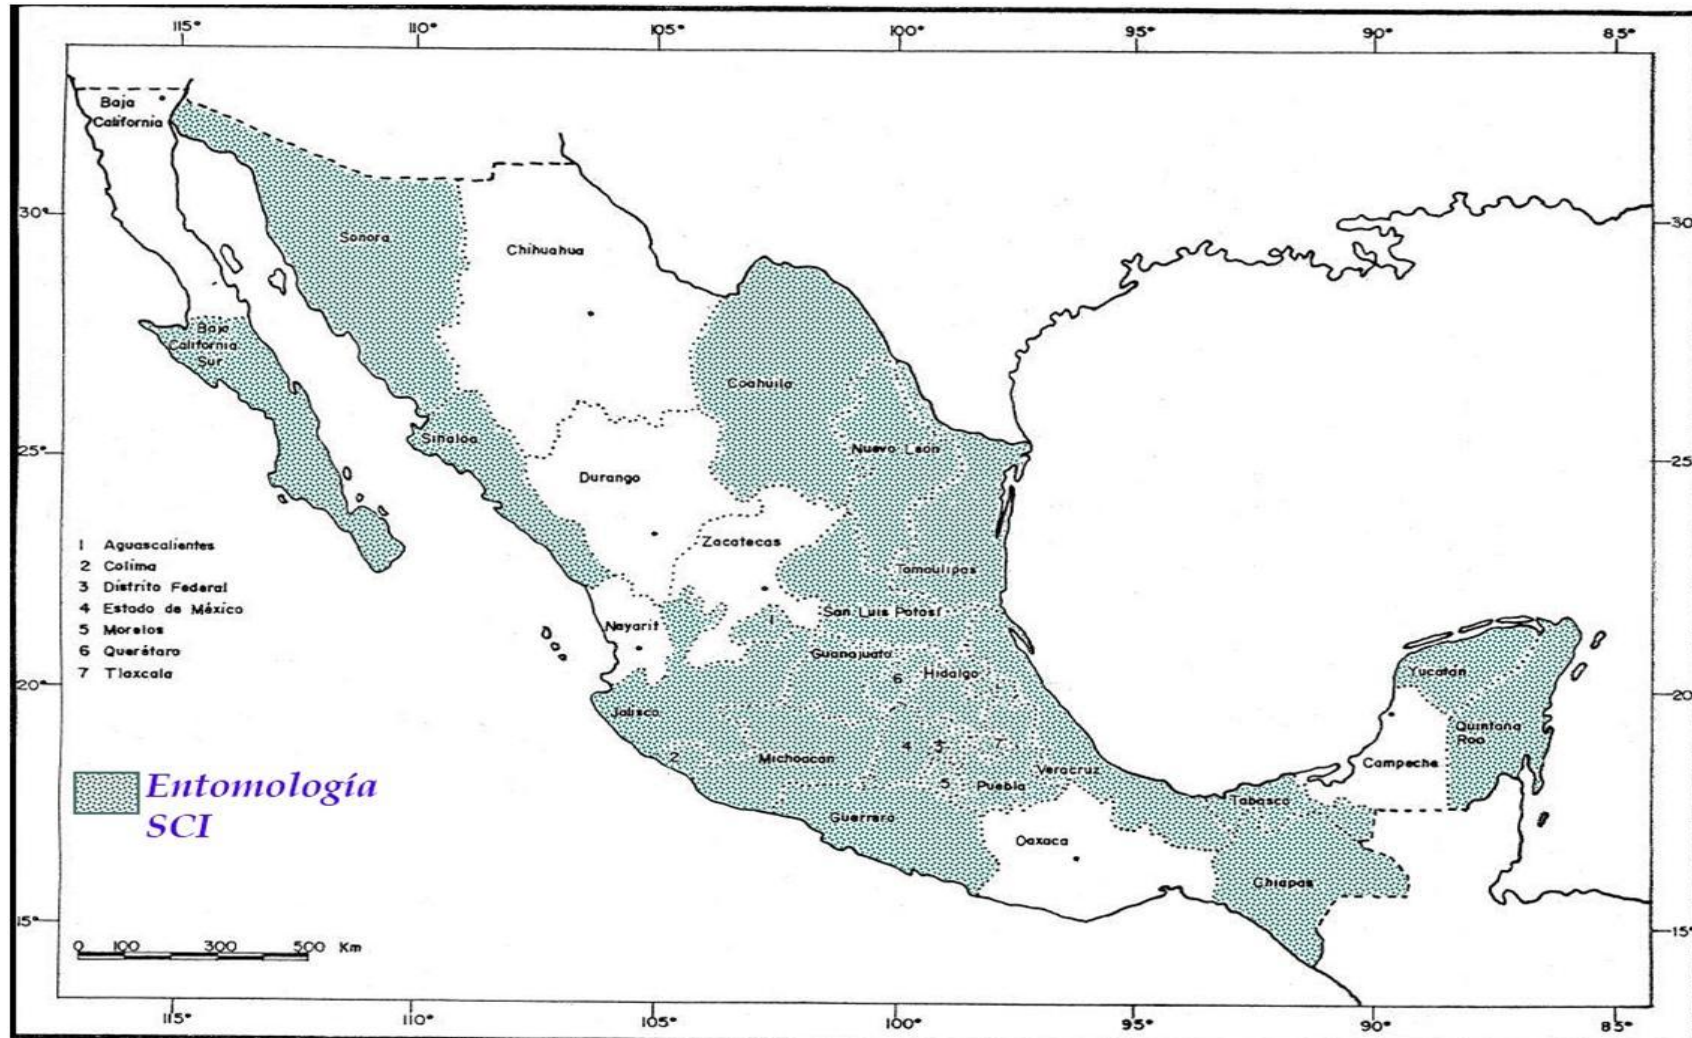 115°
110°
105°
100°
95°
90°
85°
Baja
California
30°
30°
Sonora
Chihuahua
Baja
California
Sur
Coahuila
Sinaloa
Nuevo León
25°
25°
Durango
Zacatecas
Tamaulipas
1 Aguascalientes
2 Colima
3 Distrito Federal
4 Estado de México
5 Morelos
6 Querétaro
7 Tlaxcala
San Luis Potosí
1
Nayarit
Guanajuato
6
Hidalgo
Yucatán
20°
20°
Jalisco
Quintana
Roo
2
Michoacan
4
3
7
Veracruz
Campeche
5
Puebla
Tabasco
Entomología
SCI
Guerrero
Oaxaca
Chiapas
15°
15°
0 100 300 500 Km
115°
110°
105°
100°
95°
90°
85°